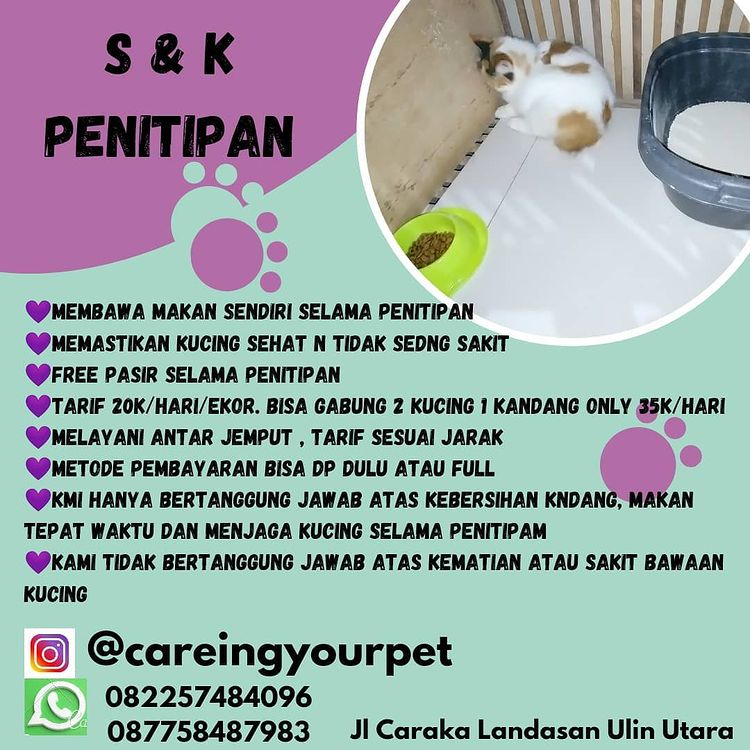 S & K
PENITIPAN
💜MEMBAWA MAKAN SENDIRI SELAMA PENITIPAN
💜MEMASTIKAN KUCING SEHAT N TIDAK SEDNG SAKIT
💜FREE PASIR SELAMA PENITIPAN
💜TARIF 20K/HARI/EKOR. BISA GABUNG 2 KUCING 1 KANDANG ONLY 35K/HARI
💜MELAYANI ANTAR JEMPUT , TARIF SESUAI JARAK
💜METODE PEMBAYARAN BISA DP DULU ATAU FULL
💜KMI HANYA BERTANGGUNG JAWAB ATAS KEBERSIHAN KNDANG, MAKAN
TEPAT WAKTU DAN MENJAGA KUCING SELAMA PENITIPAM
💜KAMI TIDAK BERTANGGUNG JAWAB ATAS KEMATIAN ATAU SAKIT BAWAAN
KUCING
@careingyourpet
082257484096
087758487983
Jl Caraka Landasan Ulin Utara